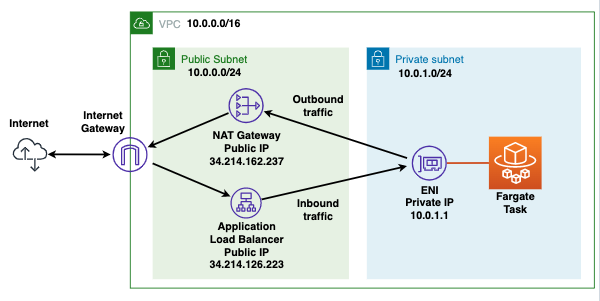 VPC 10.0.0.0/16
Public Subnet
10.0.0.0/24
Private subnet
10.0.1.0/24
Internet
Internet
Gateway
Outbound
traffic
NAT Gateway
Public IP
34.214.162.237
Inbound
traffic
Application
Load Balancer
Public IP
34.214.126.223
ENI
Private IP
10.0.1.1
Fargate
Task